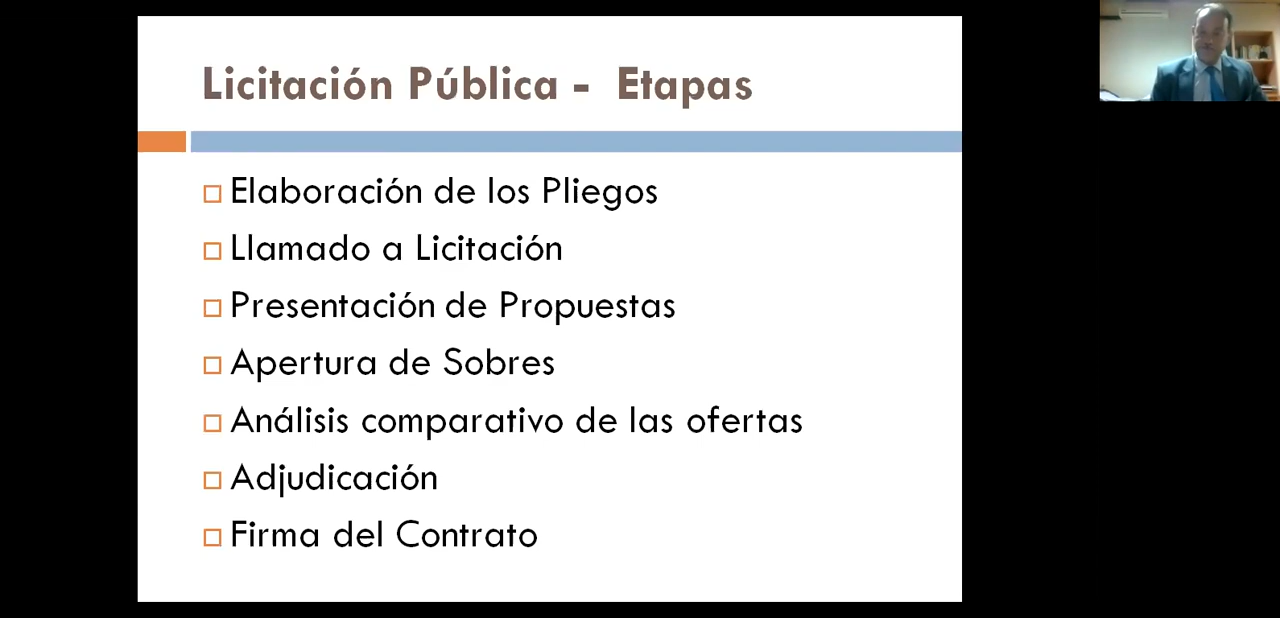 Licitación Pública - Etapas
Elaboración de los Pliegos
Llamado a Licitación
Presentación de Propuestas
Apertura de Sobres
Análisis comparativo de las ofertas
Adjudicación
Firma del Contrato